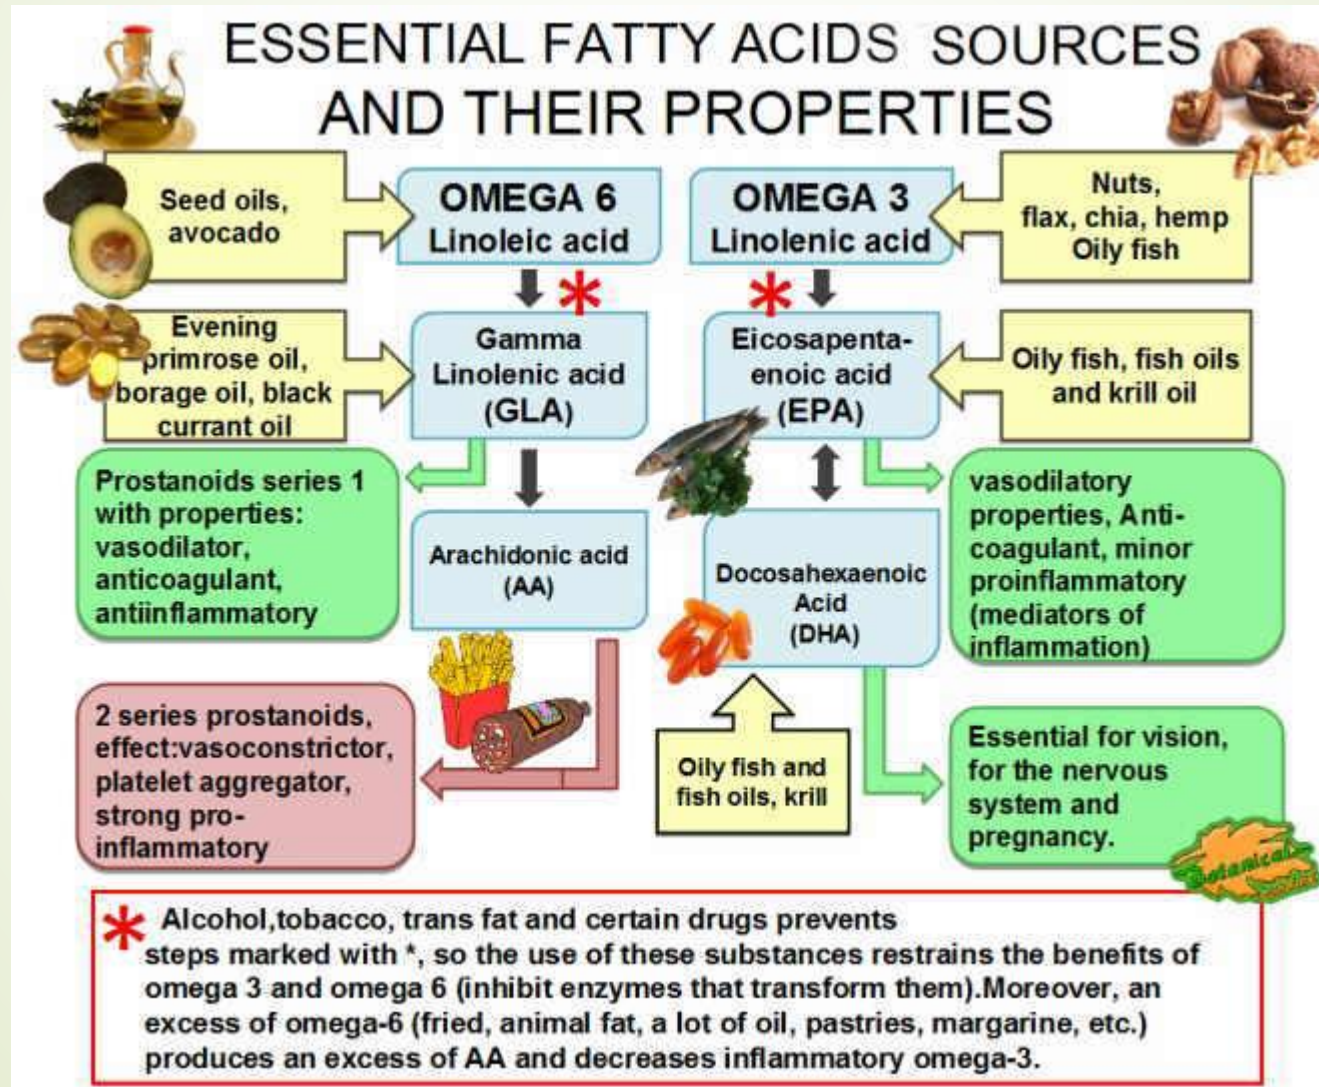 ESSENTIAL FATTY ACIDS SOURCES
AND THEIR PROPERTIES
Seed oils,
avocado
OMEGA 6
Linoleic acid
OMEGA 3
Linolenic acid
Nuts,
flax, chia, hemp
Oily fish
*
*
Evening
primrose oil,
borage oil, black
currant oil
Gamma
Linolenic acid
(GLA)
Eicosapenta-
enoic acid
(EPA)
Oily fish, fish oils
and krill oil
Prostanoids series 1
with properties:
vasodilator,
anticoagulant,
antiinflammatory
Arachidonic acid
(AA)
Docosahexaenoic
Acid
(DHA)
vasodilatory
properties, Anti-
coagulant, minor
proinflammatory
(mediators of
inflammation)
2 series prostanoids,
effect:vasoconstrictor,
platelet aggregator,
strong pro-
inflammatory
Oily fish and
fish oils, krill
Essential for vision,
for the nervous
system and
pregnancy.
Botanical
* Alcohol,tobacco, trans fat and certain drugs prevents
steps marked with *, so the use of these substances restrains the benefits of
omega 3 and omega 6 (inhibit enzymes that transform them).Moreover, an
excess of omega-6 (fried, animal fat, a lot of oil, pastries, margarine, etc.)
produces an excess of AA and decreases inflammatory omega-3.